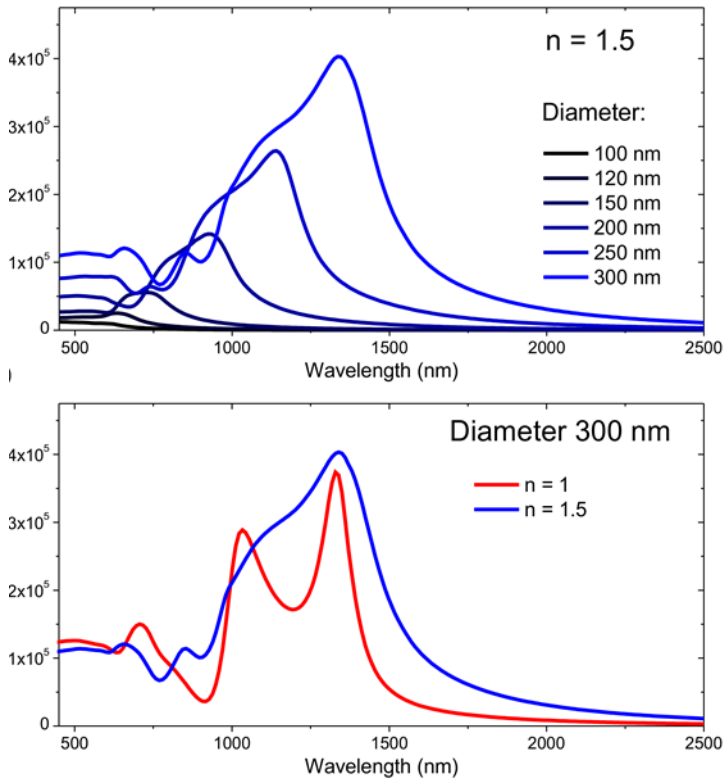 n = 1.5
4x10⁵
3x10⁵
2x10⁵
1x10⁵
0
Diameter:
100 nm
120 nm
150 nm
200 nm
250 nm
300 nm
500 1000 1500 2000 2500
Wavelength (nm)
)
Diameter 300 nm
4x10⁵
3x10⁵
2x10⁵
1x10⁵
0
n = 1
n = 1.5
500 1000 1500 2000 2500
Wavelength (nm)